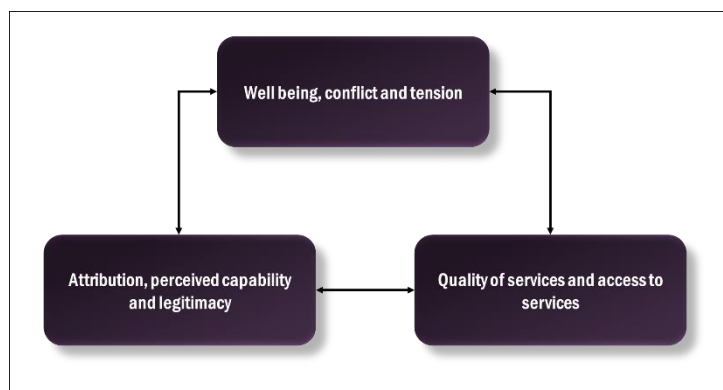 Well being, conflict and tension
Attribution, perceived capability
and legitimacy
Quality of services and access to
services